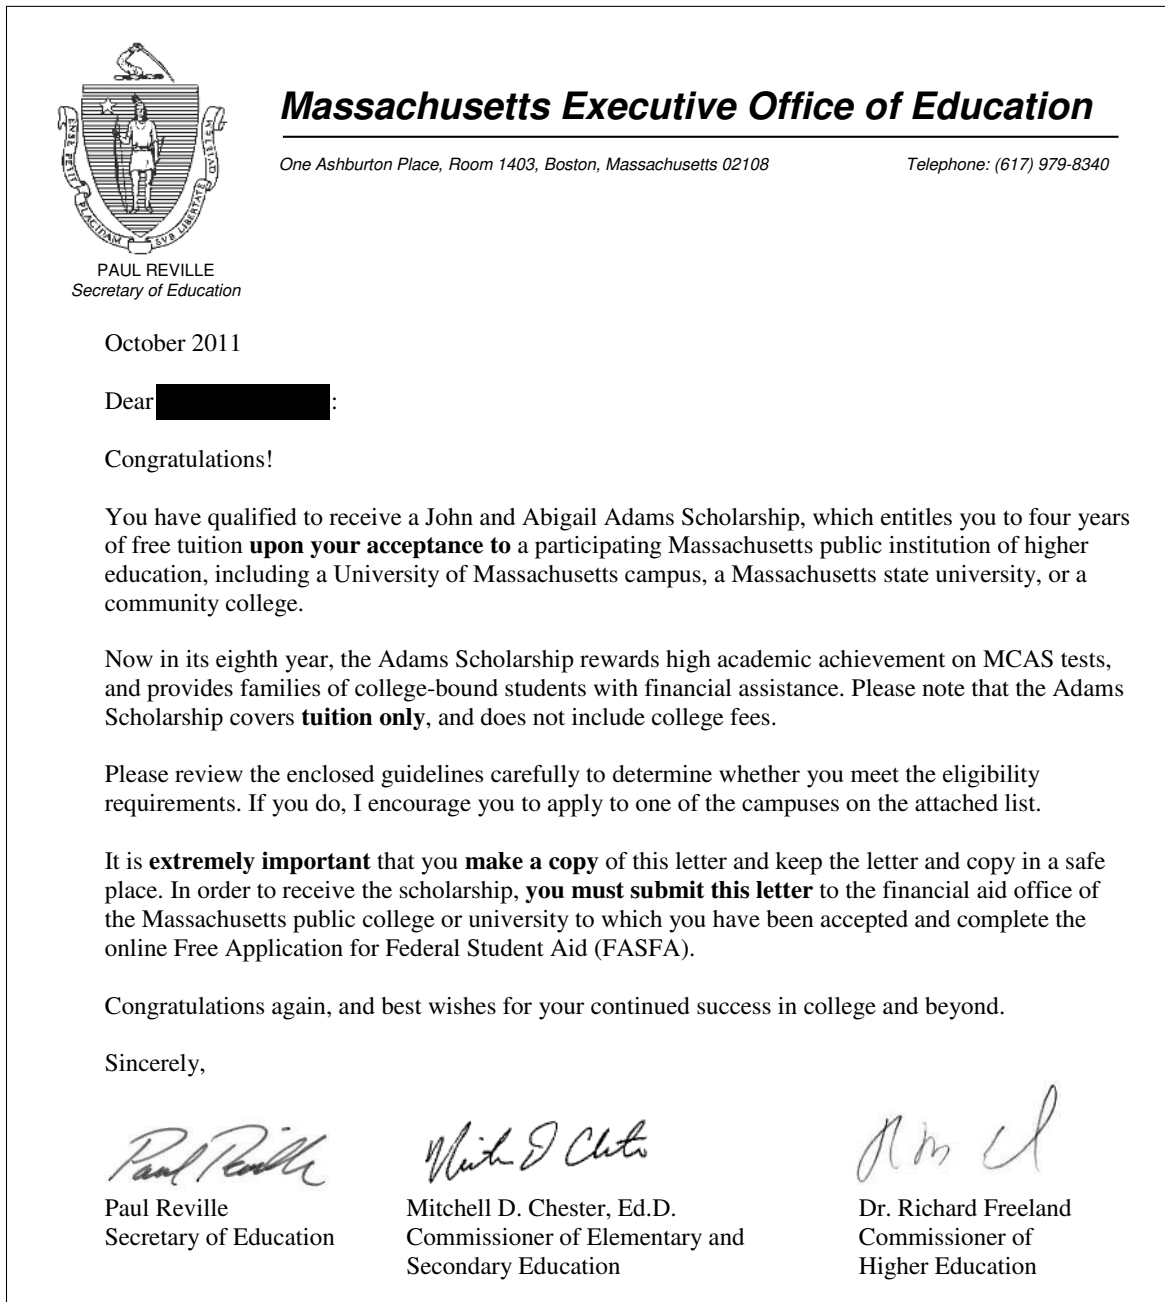 Massachusetts Executive Office of Education
One Ashburton Place, Room 1403, Boston, Massachusetts 02108 Telephone: (617) 979-8340
ENSE PETIT
PLACIDAM
SVB LIBERTATE
QVIETEM
PAUL REVILLE
Secretary of Education
October 2011
Dear :
Congratulations!
You have qualified to receive a John and Abigail Adams Scholarship, which entitles you to four years
of free tuition upon your acceptance to a participating Massachusetts public institution of higher
education, including a University of Massachusetts campus, a Massachusetts state university, or a
community college.
Now in its eighth year, the Adams Scholarship rewards high academic achievement on MCAS tests,
and provides families of college-bound students with financial assistance. Please note that the Adams
Scholarship covers tuition only, and does not include college fees.
Please review the enclosed guidelines carefully to determine whether you meet the eligibility
requirements. If you do, I encourage you to apply to one of the campuses on the attached list.
It is extremely important that you make a copy of this letter and keep the letter and copy in a safe
place. In order to receive the scholarship, you must submit this letter to the financial aid office of
the Massachusetts public college or university to which you have been accepted and complete the
online Free Application for Federal Student Aid (FASFA).
Congratulations again, and best wishes for your continued success in college and beyond.
Sincerely,
Paul Reville Mitchell D. Chester, Ed.D. Dr. Richard Freeland
Secretary of Education Commissioner of Elementary and Commissioner of
Secondary Education Higher Education